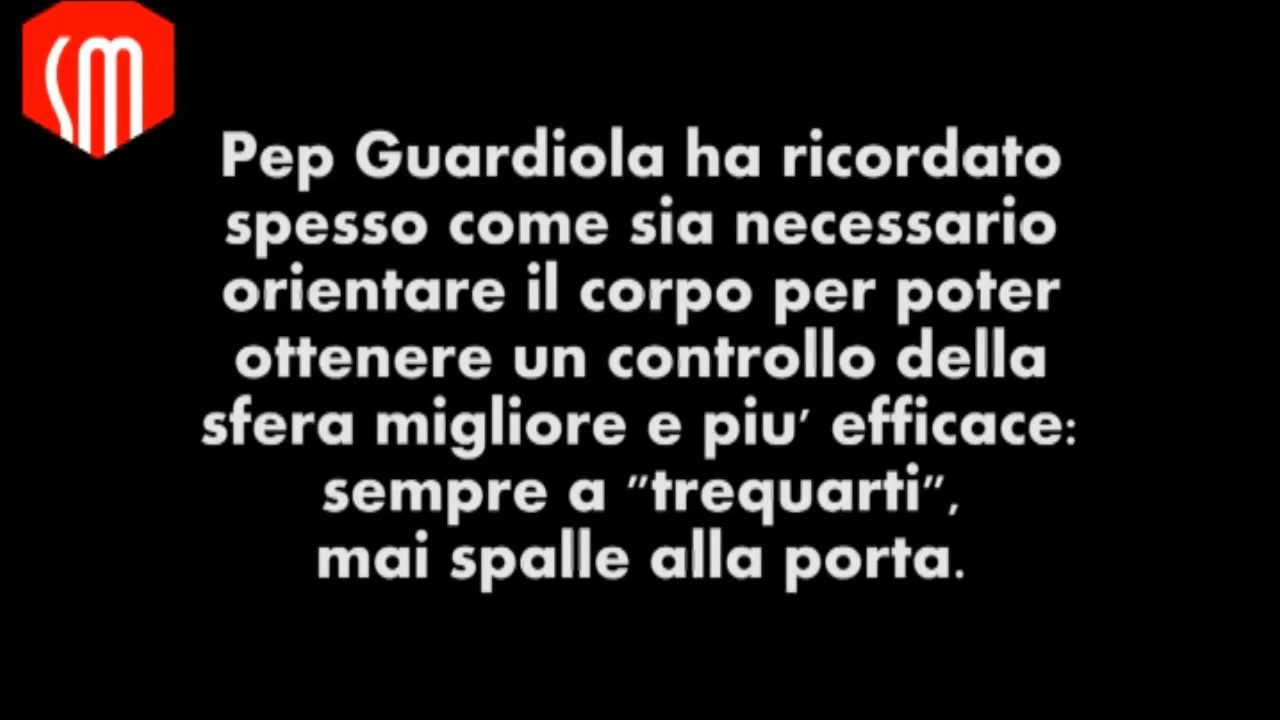 SM
Pep Guardiola ha ricordato
spesso come sia necessario
orientare il corpo per poter
ottenere un controllo della
sfera migliore e piu' efficace:
sempre a "trequarti",
mai spalle alla porta.